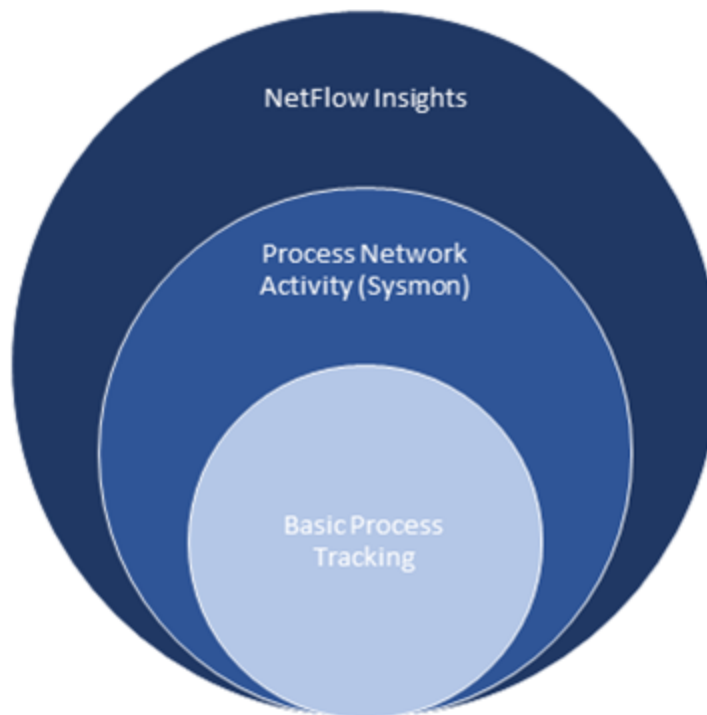 NetFlow Insights
Process Network
Activity (Sysmon)
Basic Process
Tracking